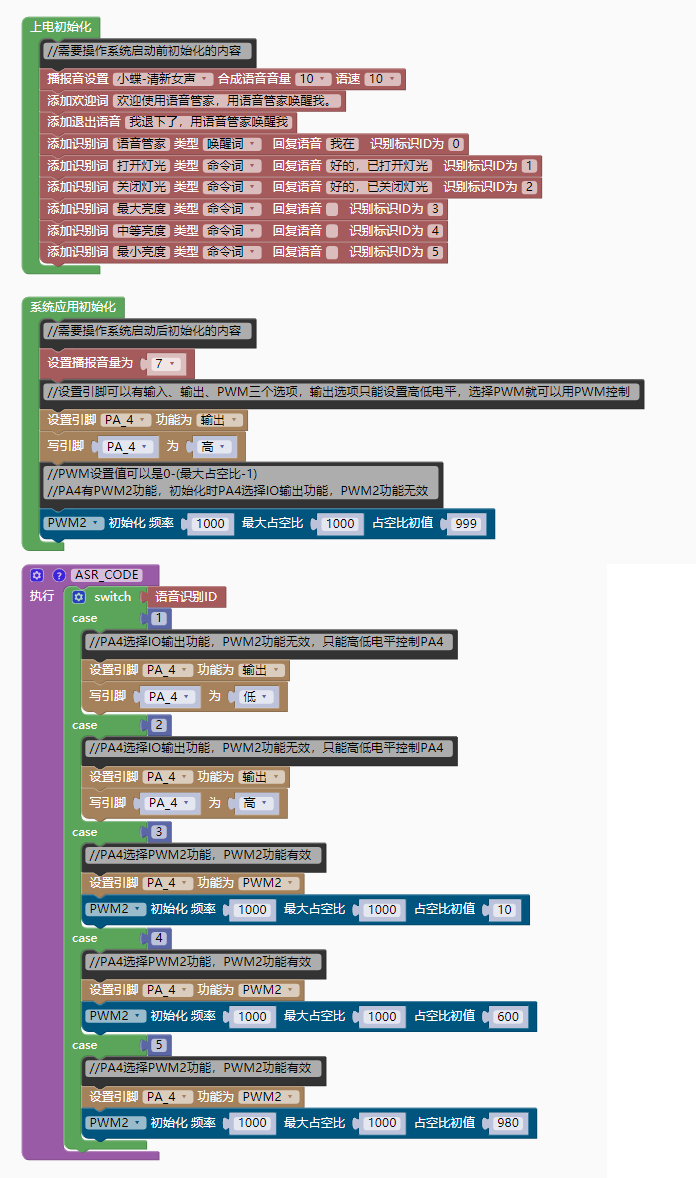 上电初始化
//需要操作系统启动前初始化的内容
播报音设置 小蝶-清新女声 合成语音音量 10 语速 10
添加欢迎词 欢迎使用语音管家，用语音管家唤醒我。
添加退出语音 我退下了，用语音管家唤醒我
添加识别词 语音管家 类型 唤醒词 回复语音 我在 识别标识ID为 0
添加识别词 打开灯光 类型 命令词 回复语音 好的，已打开灯光 识别标识ID为 1
添加识别词 关闭灯光 类型 命令词 回复语音 好的，已关闭灯光 识别标识ID为 2
添加识别词 最大亮度 类型 命令词 回复语音 识别标识ID为 3
添加识别词 中等亮度 类型 命令词 回复语音 识别标识ID为 4
添加识别词 最小亮度 类型 命令词 回复语音 识别标识ID为 5
系统应用初始化
//需要操作系统启动后初始化的内容
设置播报音量为 7
//设置引脚可以有输入、输出、PWM三个选项，输出选项只能设置高低电平，选择PWM就可以用PWM控制
设置引脚 PA_4 功能为 输出
写引脚 PA_4 为 高
//PWM设置值可以是0-(最大占空比-1)
//PA4有PWM2功能，初始化时PA4选择IO输出功能，PWM2功能无效
PWM2 初始化 频率 1000 最大占空比 1000 占空比初值 999
? ASR_CODE
执行 switch 语音识别ID
case 1
//PA4选择IO输出功能，PWM2功能无效，只能高低电平控制PA4
设置引脚 PA_4 功能为 输出
写引脚 PA_4 为 低
case 2
//PA4选择IO输出功能，PWM2功能无效，只能高低电平控制PA4
设置引脚 PA_4 功能为 输出
写引脚 PA_4 为 高
case 3
//PA4选择PWM2功能，PWM2功能有效
设置引脚 PA_4 功能为 PWM2
PWM2 初始化 频率 1000 最大占空比 1000 占空比初值 10
case 4
//PA4选择PWM2功能，PWM2功能有效
设置引脚 PA_4 功能为 PWM2
PWM2 初始化 频率 1000 最大占空比 1000 占空比初值 600
case 5
//PA4选择PWM2功能，PWM2功能有效
设置引脚 PA_4 功能为 PWM2
PWM2 初始化 频率 1000 最大占空比 1000 占空比初值 980